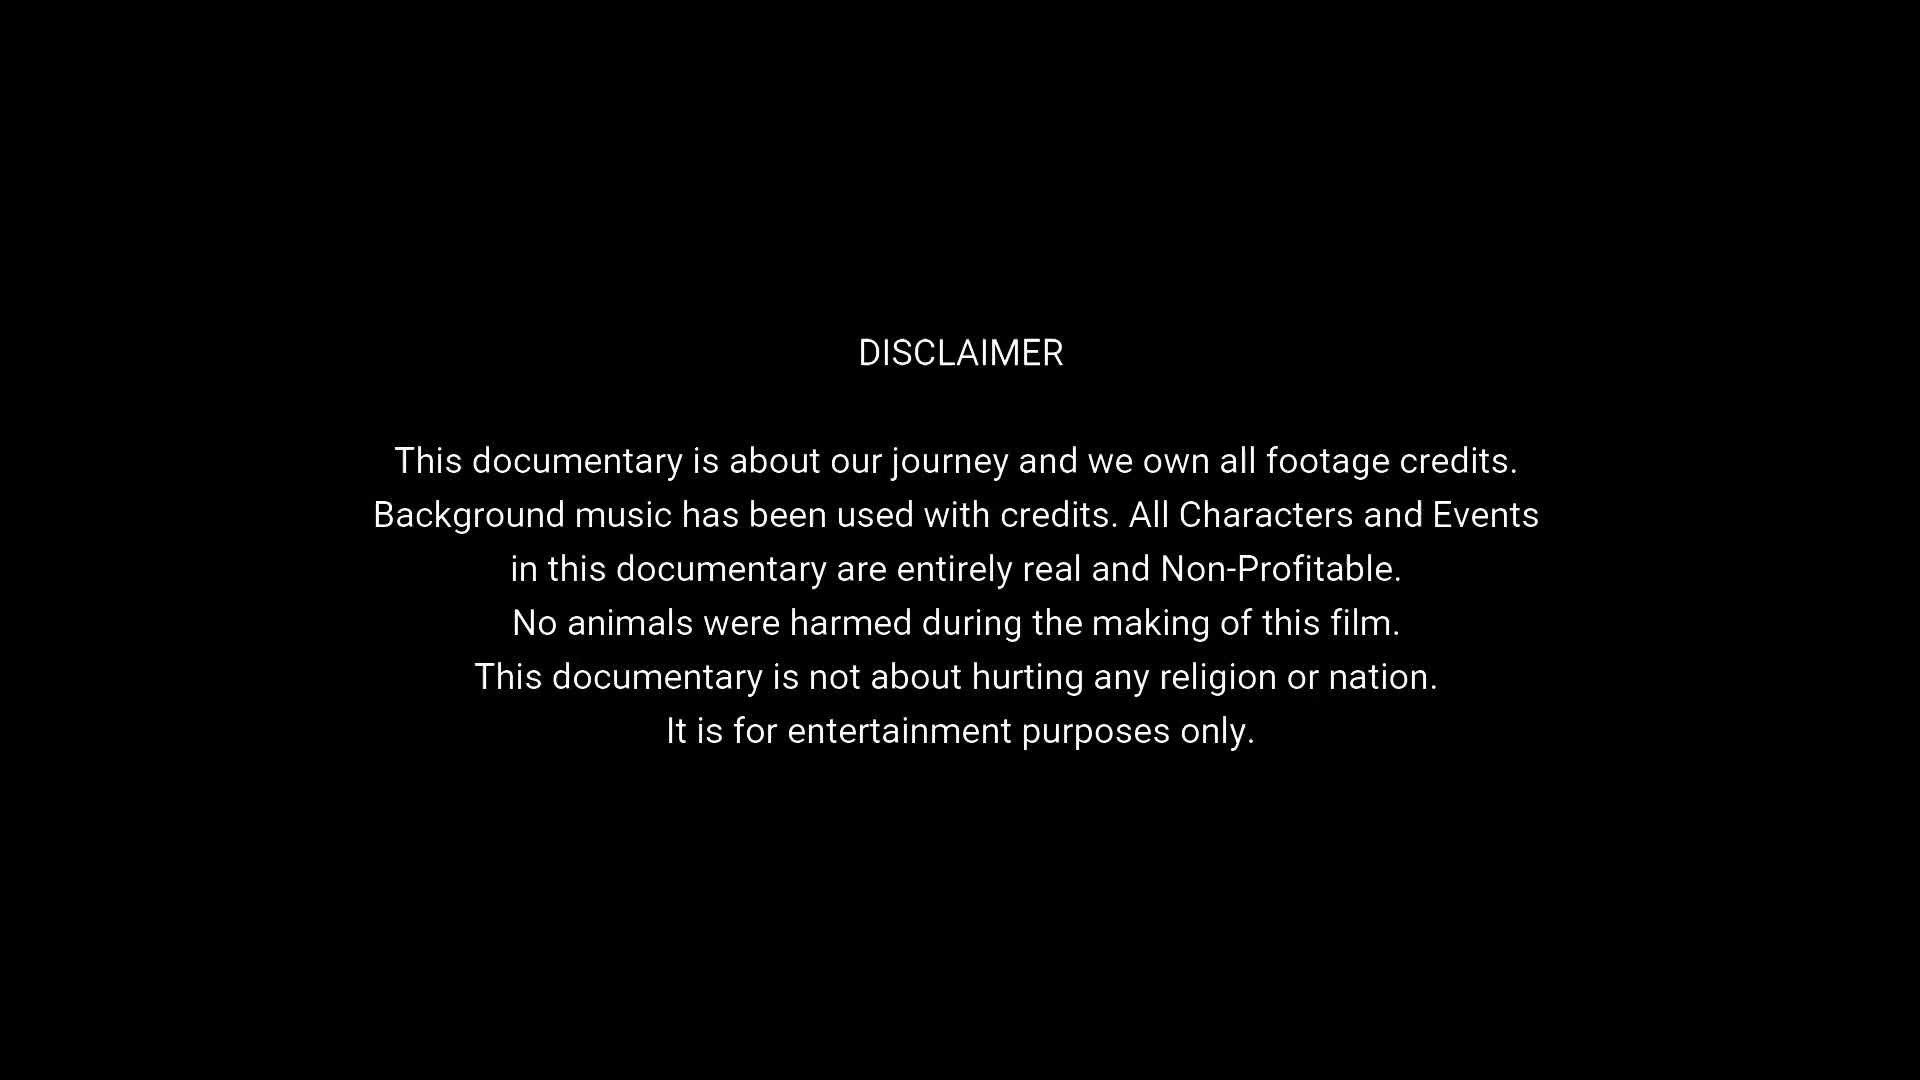 DISCLAIMER
This documentary is about our journey and we own all footage credits.
Background music has been used with credits. All Characters and Events
in this documentary are entirely real and Non-Profitable.
No animals were harmed during the making of this film.
This documentary is not about hurting any religion or nation.
It is for entertainment purposes only.